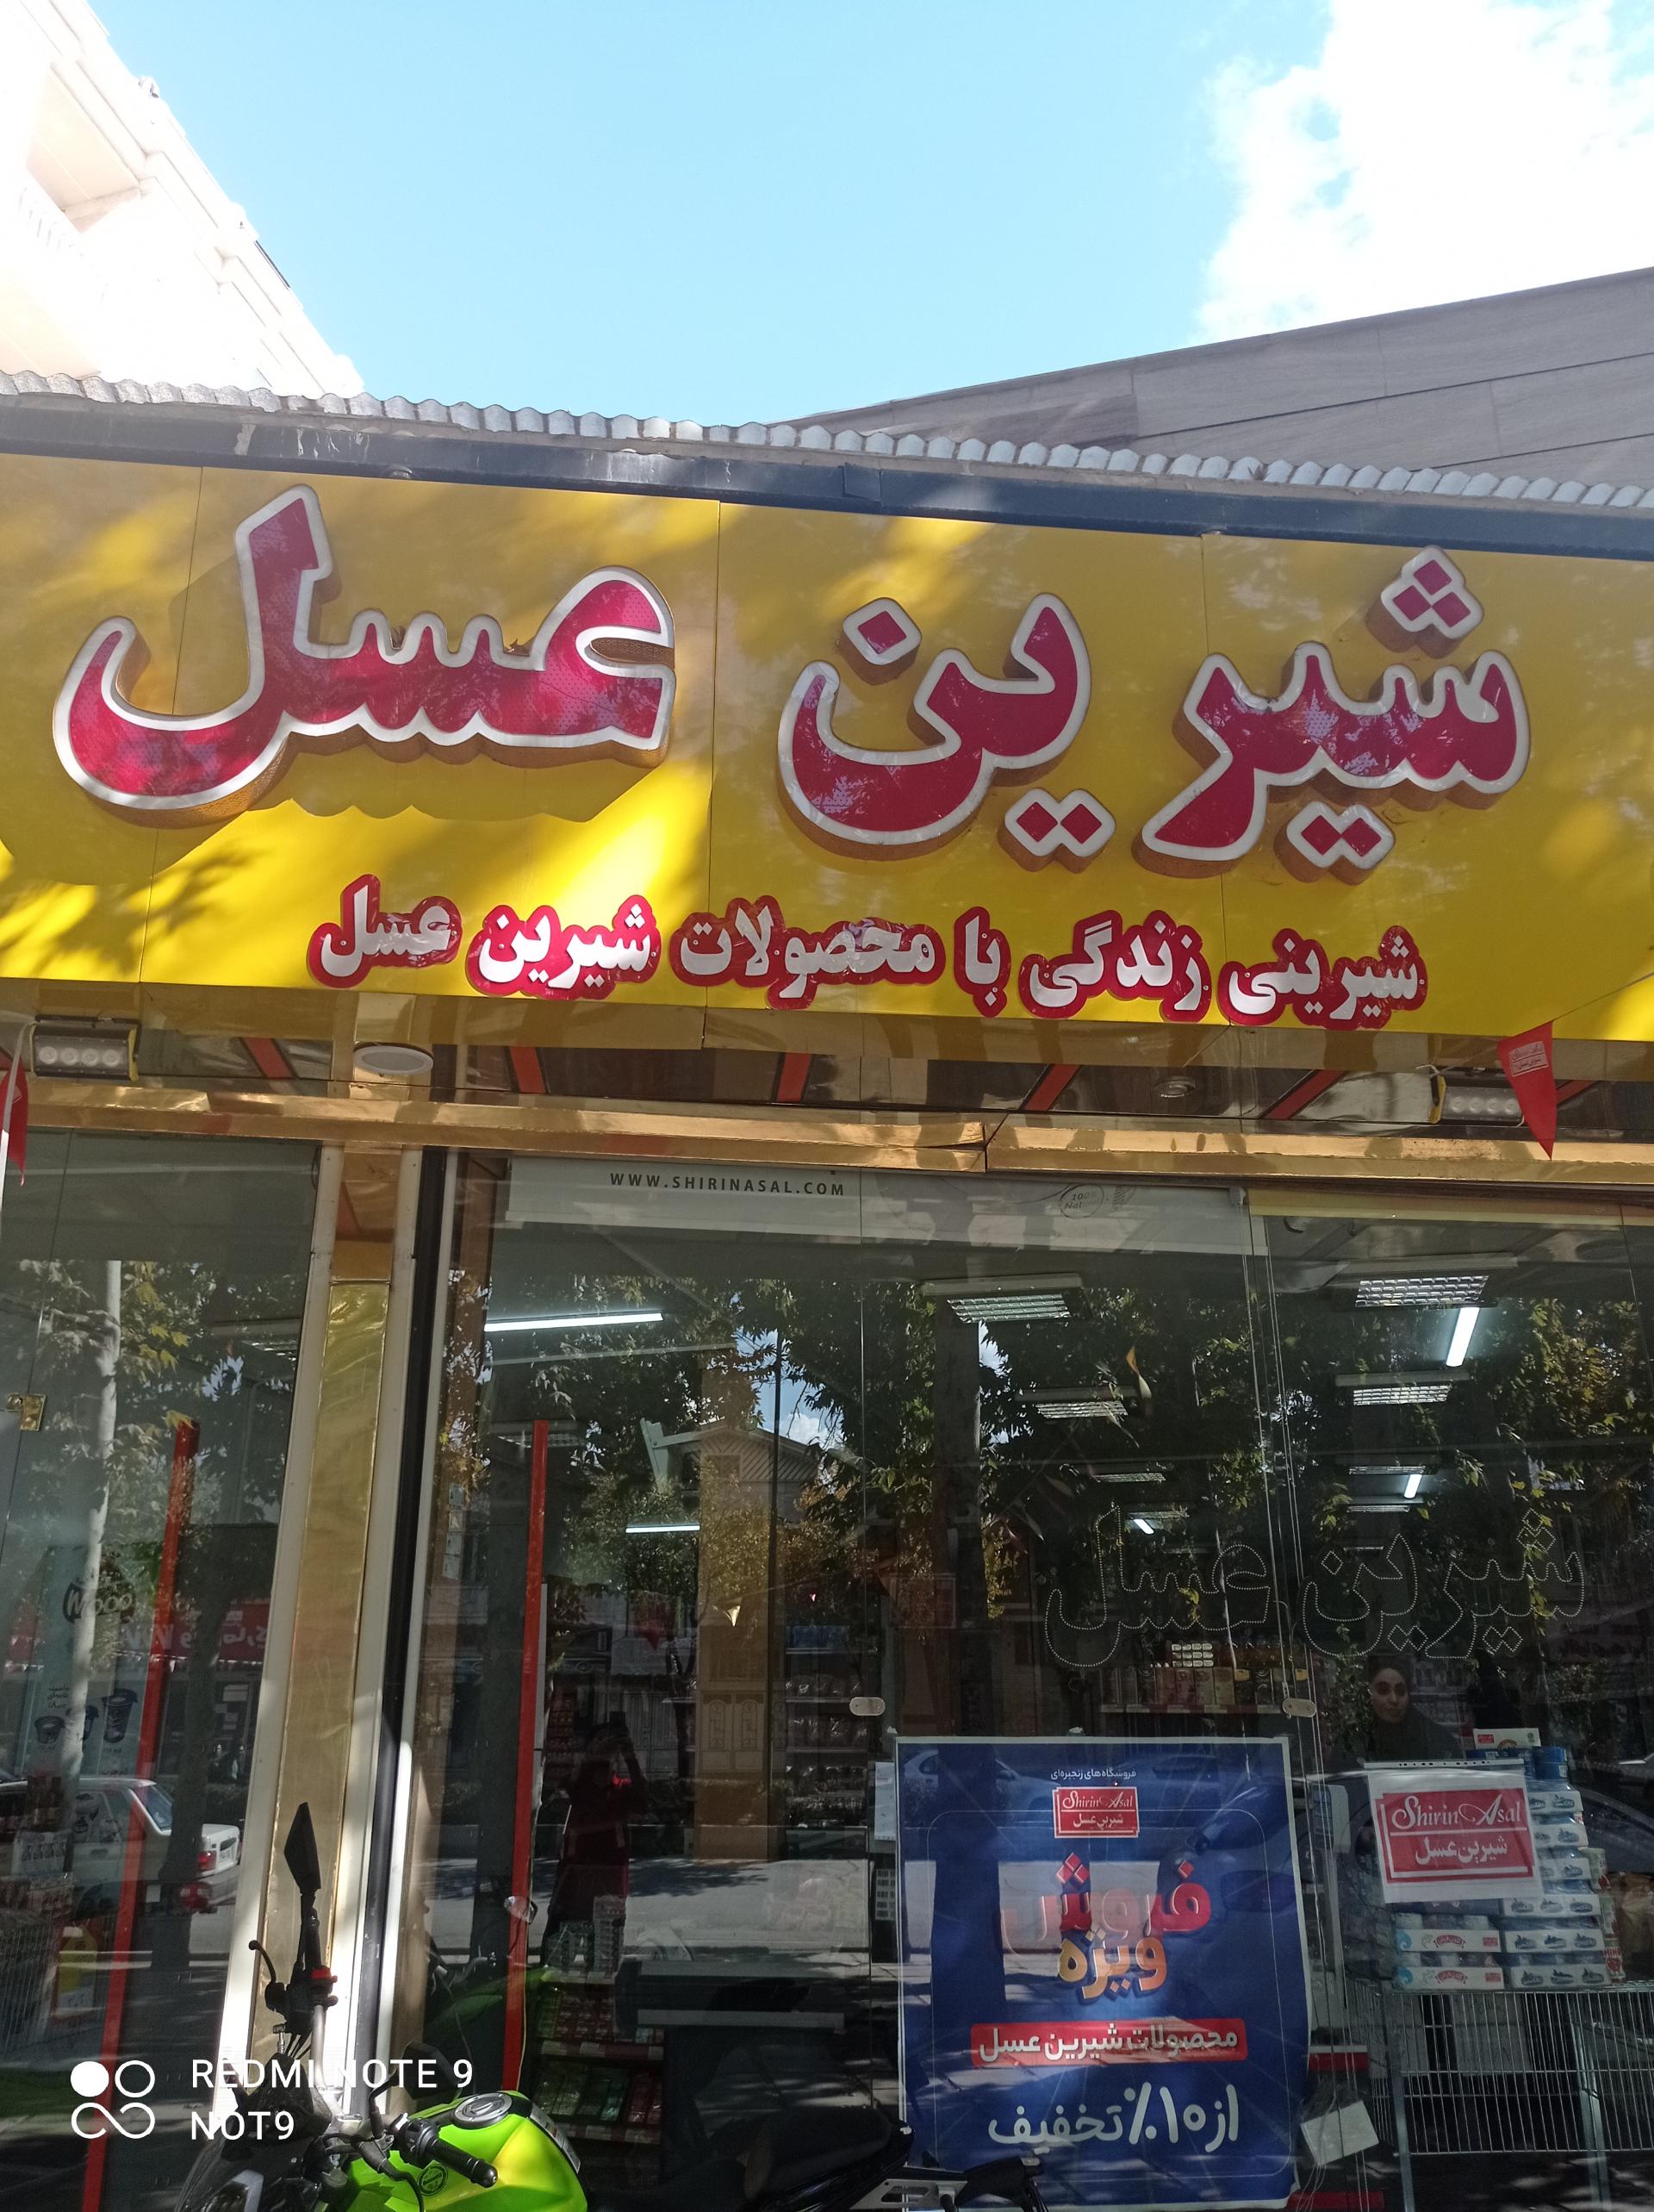 شیرین عسل
شیرینی زندگی با محصولات شیرین عسل
WWW.SHIRINASAL.COM
شیرین عسل
فروشگاه‌های زنجیره‌ای
Shirin Asal
شیرین عسل
فروش
ویژه
محصولات شیرین عسل
از ۱۰٪ تخفیف
Shirin Asal
شیرین عسل
REDMI NOTE 9
NOT9